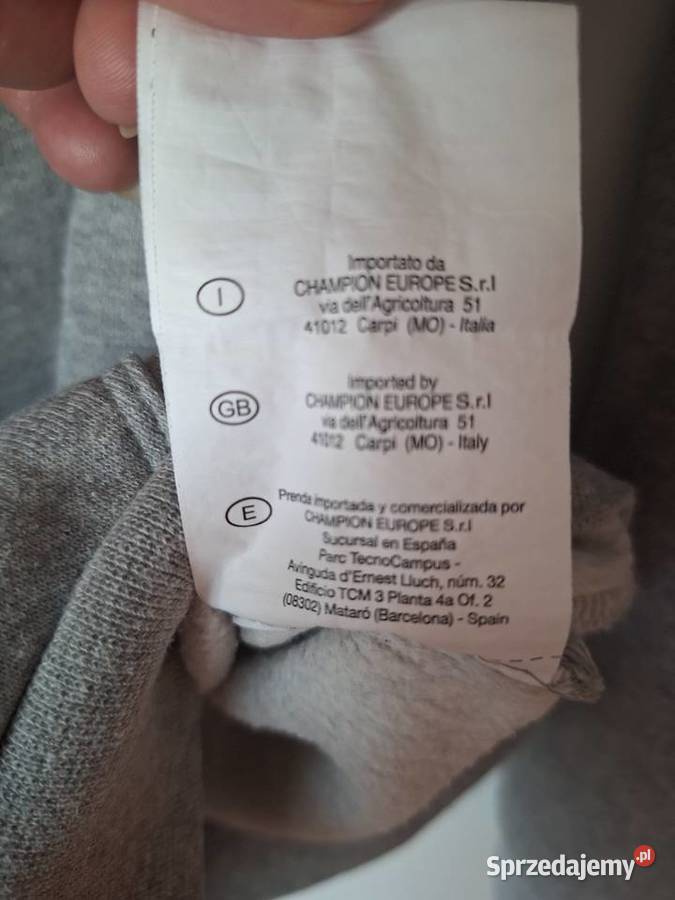 I
Importato da
CHAMPION EUROPE S.r.l
via dell'Agricoltura 51
41012 Carpi (MO) - Italia
GB
Imported by
CHAMPION EUROPE S.r.l
via dell'Agricoltura 51
41012 Carpi (MO) - Italy
E
Prenda importada y comercializada por
CHAMPION EUROPE S.r.l
Sucursal en España
Parc TecnoCampus -
Avinguda d'Ernest Lluch, núm. 32
Edificio TCM 3 Planta 4a Of. 2
(08302) Mataró (Barcelona) - Spain
Sprzedajemy.pl